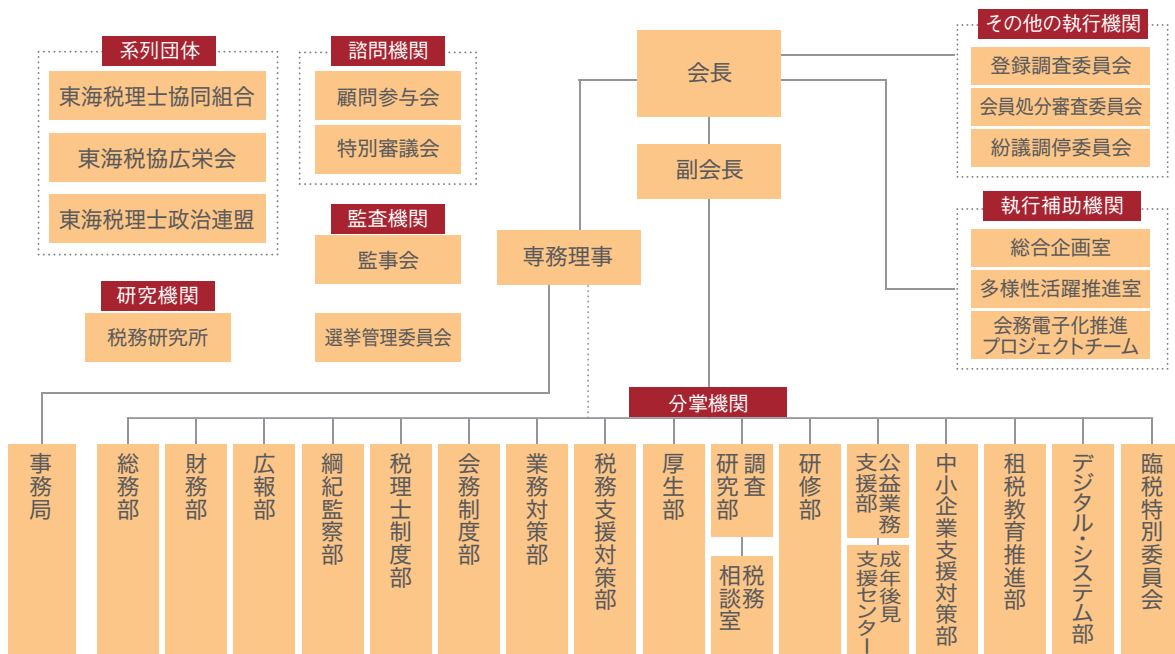 系列団体
東海税理士協同組合
東海税協広栄会
東海税理士政治連盟
研究機関
税務研究所
諮問機関
顧問参与会
特別審議会
監査機関
監事会
選挙管理委員会
会長
副会長
専務理事
その他の執行機関
登録調査委員会
会員処分審査委員会
紛議調停委員会
執行補助機関
総合企画室
多様性活躍推進室
会務電子化推進
プロジェクトチーム
分掌機関
事務局
総務部
財務部
広報部
綱紀監察部
税理士制度部
会務制度部
業務対策部
税務支援対策部
厚生部
調査
研究部
税務
相談室
研修部
公益業務
支援部
成年後見
支援センター
中小企業支援対策部
租税教育推進部
デジタル・システム部
臨税特別委員会